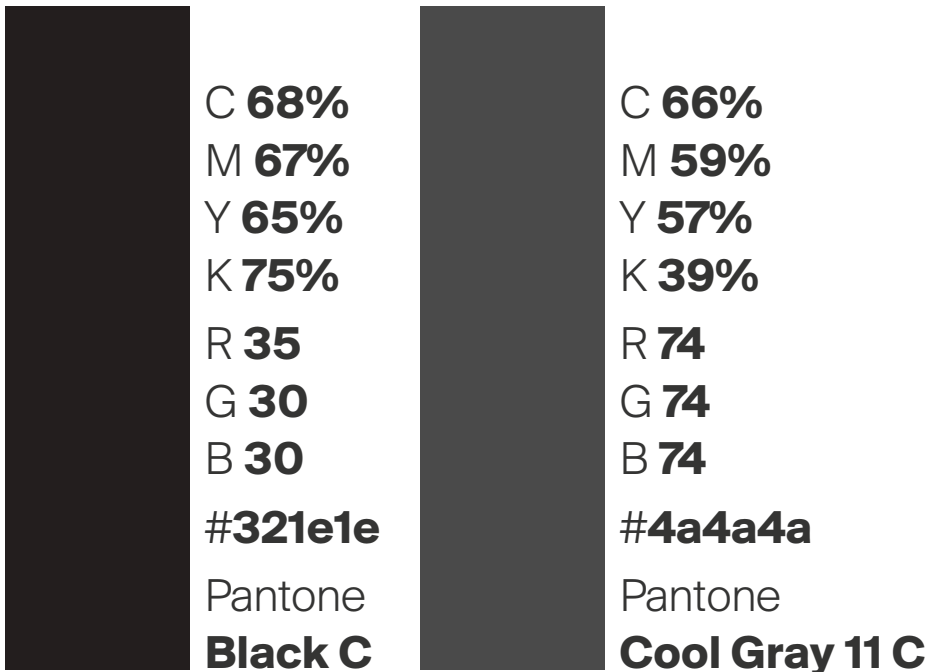 C 68%
M 67%
Y 65%
K 75%
R 35
G 30
B 30
#321e1e
Pantone
Black C
C 66%
M 59%
Y 57%
K 39%
R 74
G 74
B 74
#4a4a4a
Pantone
Cool Gray 11 C